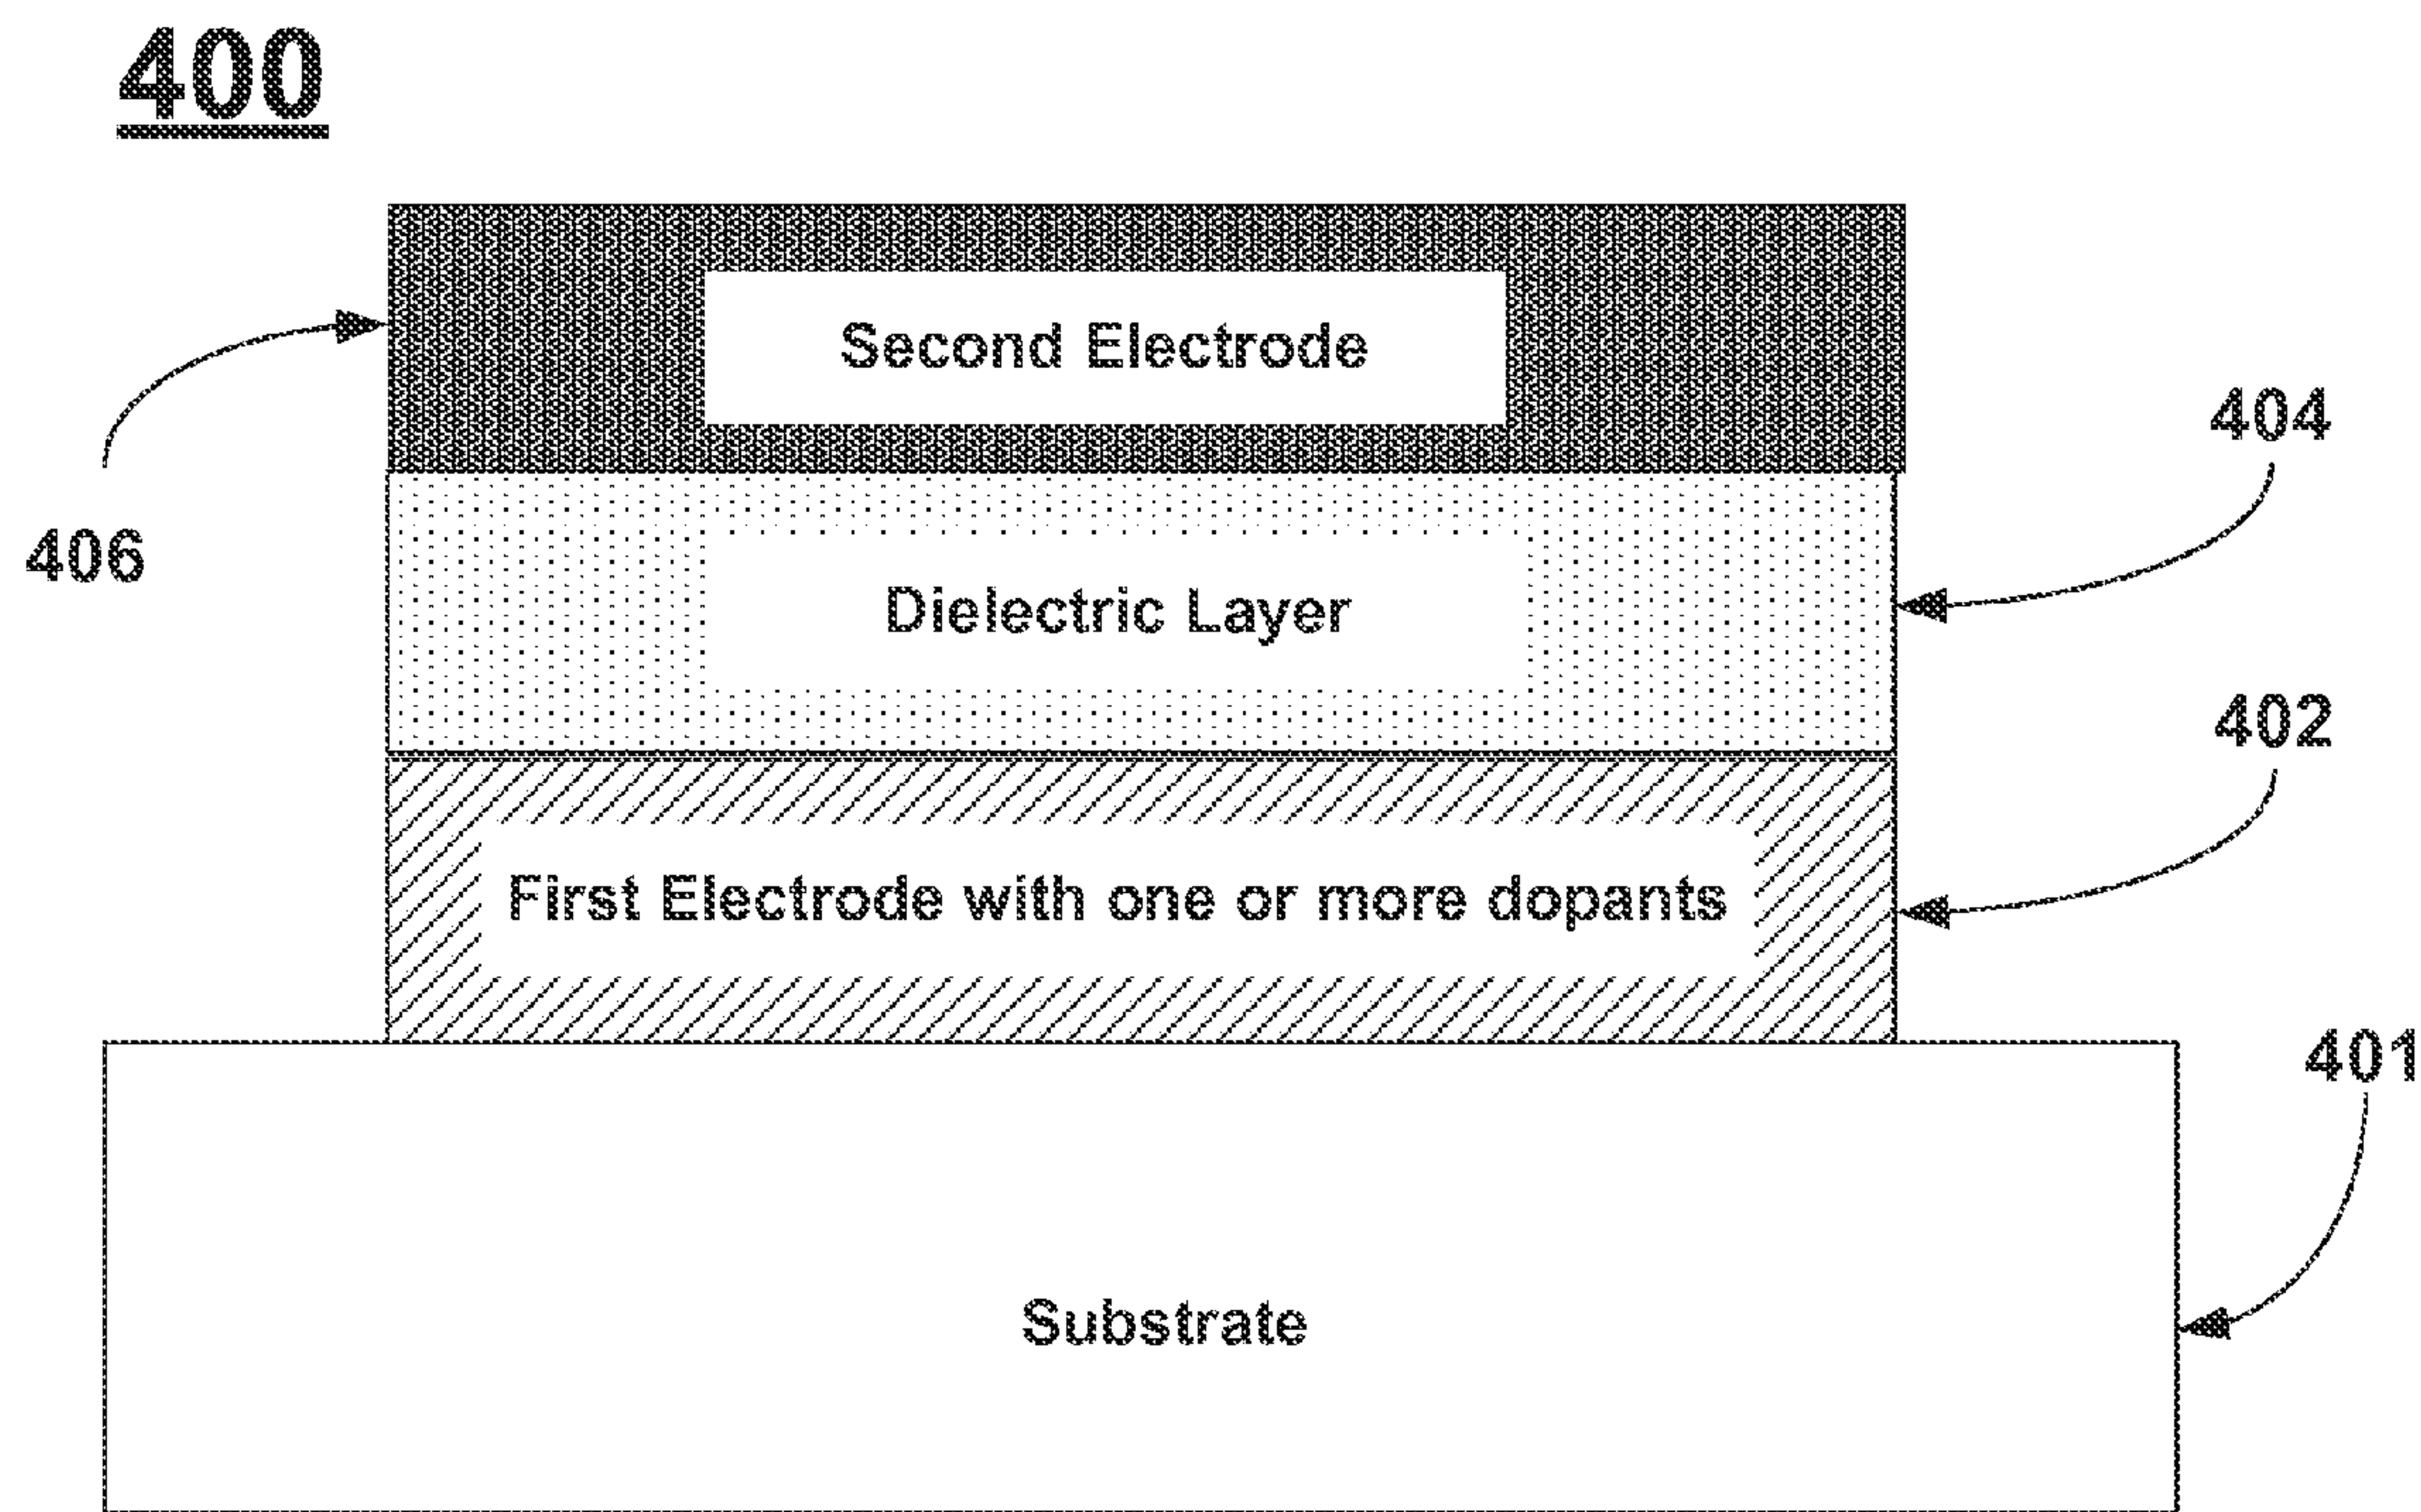 400
Second Electrode
404
406
Dielectric Layer
402
First Electrode with one or more dopants
401
Substrate